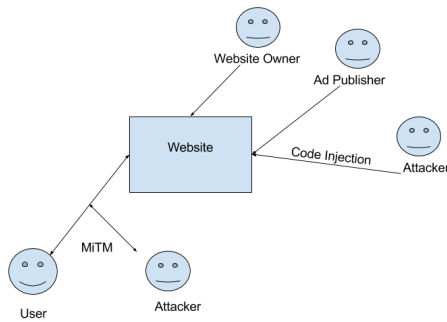 Website Owner
Ad Publisher
Website
Code Injection
Attacker
MiTM
User
Attacker